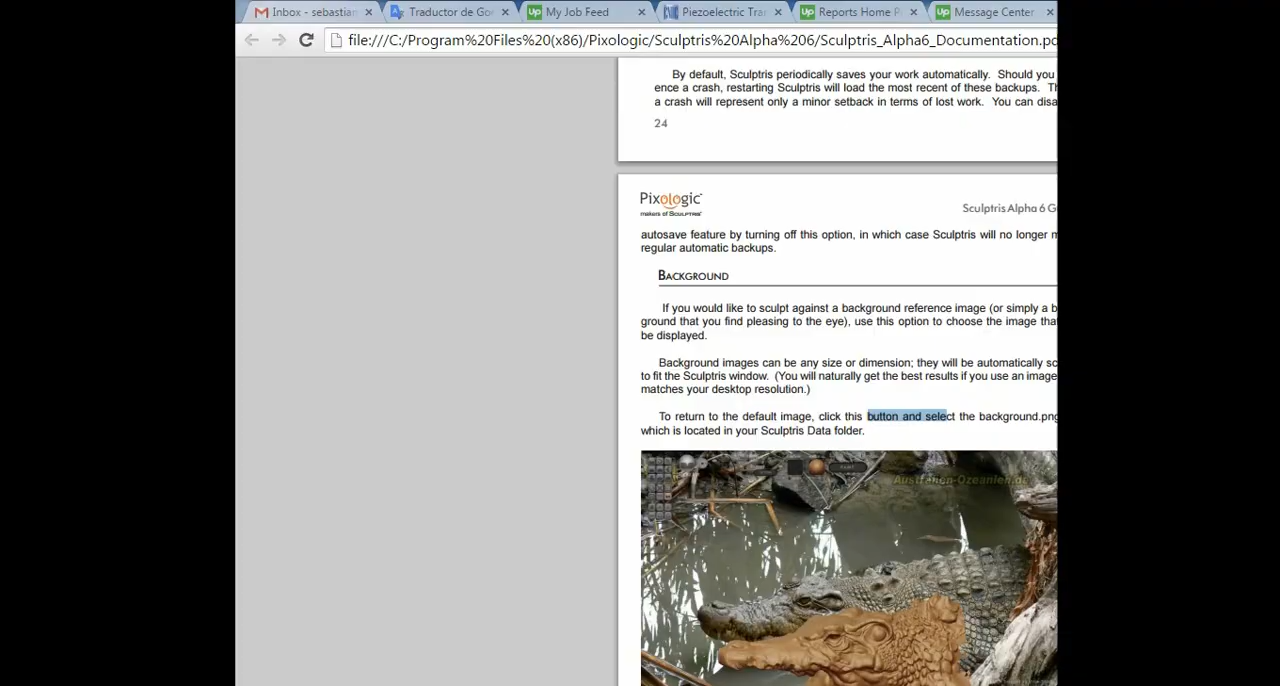 Inbox - sebastian
Traductor de Goo
My Job Feed
Piezoelectric Tran
Reports Home P
Message Center
file:///C:/Program%20Files%20(x86)/Pixologic/Sculptris%20Alpha%206/Sculptris_Alpha6_Documentation.pd
By default, Sculptris periodically saves your work automatically. Should you
ence a crash, restarting Sculptris will load the most recent of these backups. Th
a crash will represent only a minor setback in terms of lost work. You can disa
24
Pixologic
makers of SCULPTRIS
Sculptris Alpha 6 G
autosave feature by turning off this option, in which case Sculptris will no longer m
regular automatic backups.
BACKGROUND
If you would like to sculpt against a background reference image (or simply a b
ground that you find pleasing to the eye), use this option to choose the image that
be displayed.
Background images can be any size or dimension; they will be automatically sc
to fit the Sculptris window. (You will naturally get the best results if you use an image
matches your desktop resolution.)
To return to the default image, click this button and select the background.png
which is located in your Sculptris Data folder.
Australien-Ozeanien.de